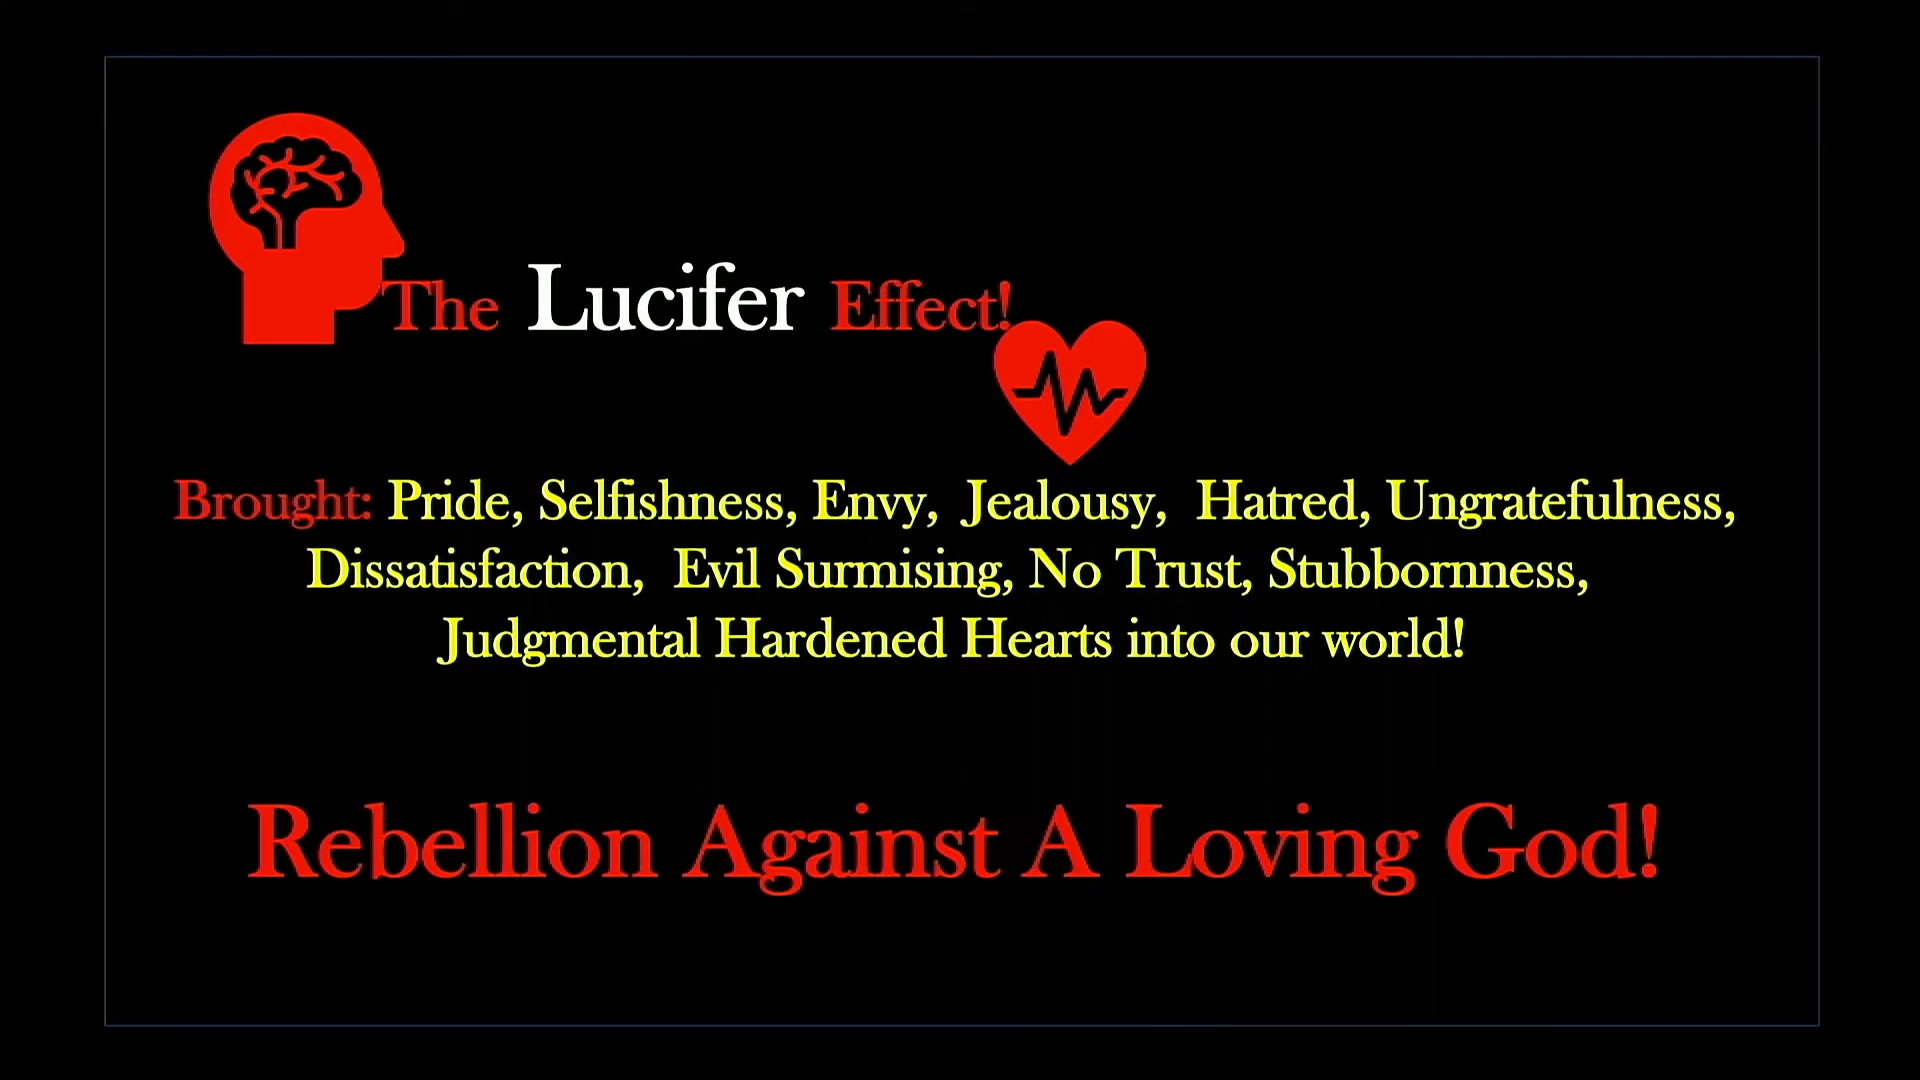 The Lucifer Effect!
Brought: Pride, Selfishness, Envy, Jealousy, Hatred, Ungratefulness,
Dissatisfaction, Evil Surmising, No Trust, Stubbornness,
Judgmental Hardened Hearts into our world!
Rebellion Against A Loving God!